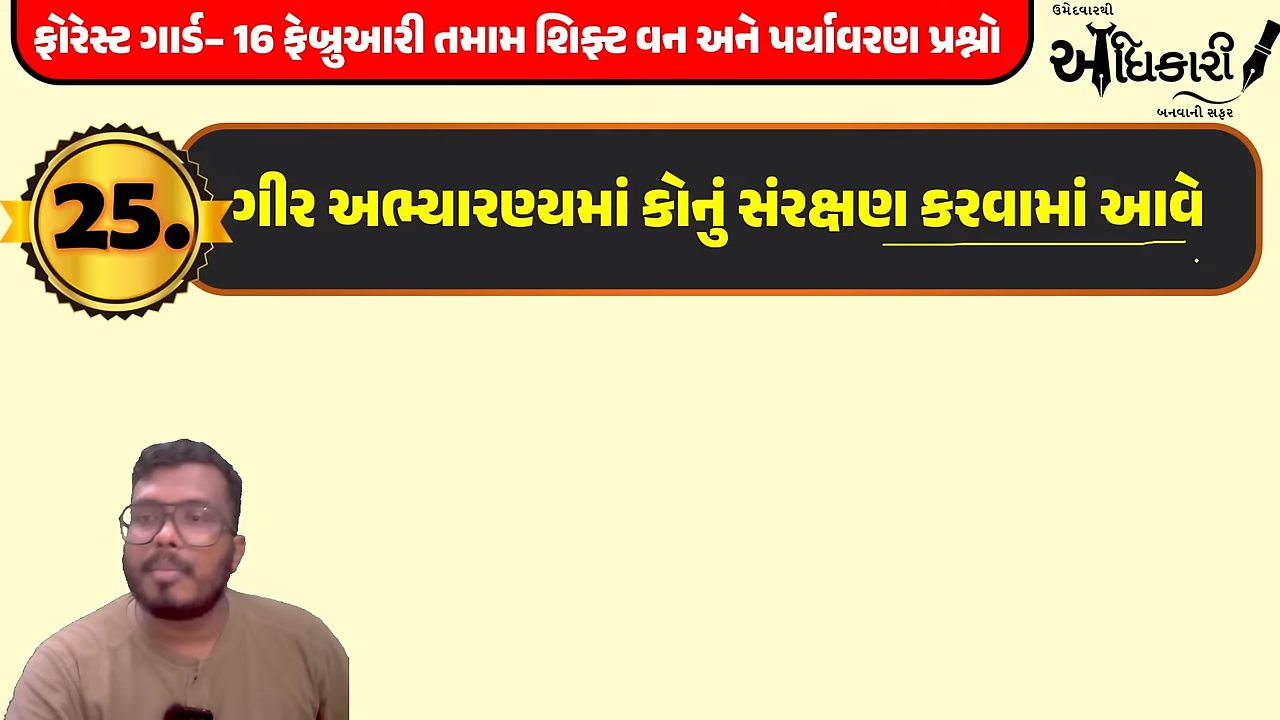 ફોરેસ્ટ ગાર્ડ– 16 ફેબ્રુઆરી તમામ શિફ્ટ વન અને પર્યાવરણ પ્રશ્નો
ઉમેદવારથી
અધિકારી
બનવાની સફર
25.
ગીર અભ્યારણ્યમાં કોનું સંરક્ષણ કરવામાં આવે